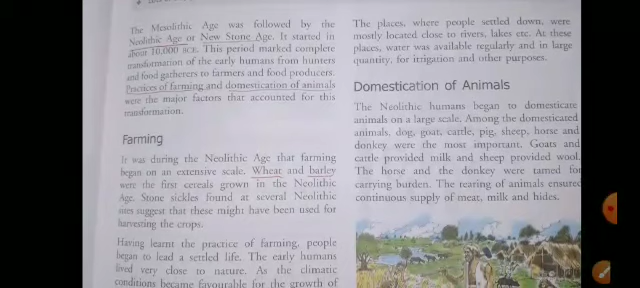 The Mesolithic Age was followed by the
Neolithic Age or New Stone Age. It started in
about 10,000 BCE. This period marked complete
transformation of the early humans from hunters
and food gatherers to farmers and food producers.
Practices of farming and domestication of animals
were the major factors that accounted for this
transformation.
Farming
It was during the Neolithic Age that farming
began on an extensive scale. Wheat and barley
were the first cereals grown in the Neolithic
Age. Stone sickles found at several Neolithic
sites suggest that these might have been used for
harvesting the crops.
Having learnt the practice of farming, people
began to lead a settled life. The early humans
lived very close to nature. As the climatic
conditions became favourable for the growth of
The places, where people settled down, were
mostly located close to rivers, lakes etc. At these
places, water was available regularly and in large
quantity, for irrigation and other purposes.
Domestication of Animals
The Neolithic humans began to domesticate
animals on a large scale. Among the domesticated
animals, dog, goat, cattle, pig, sheep, horse and
donkey were the most important. Goats and
cattle provided milk and sheep provided wool.
The horse and the donkey were tamed for
carrying burden. The rearing of animals ensured
continuous supply of meat, milk and hides.